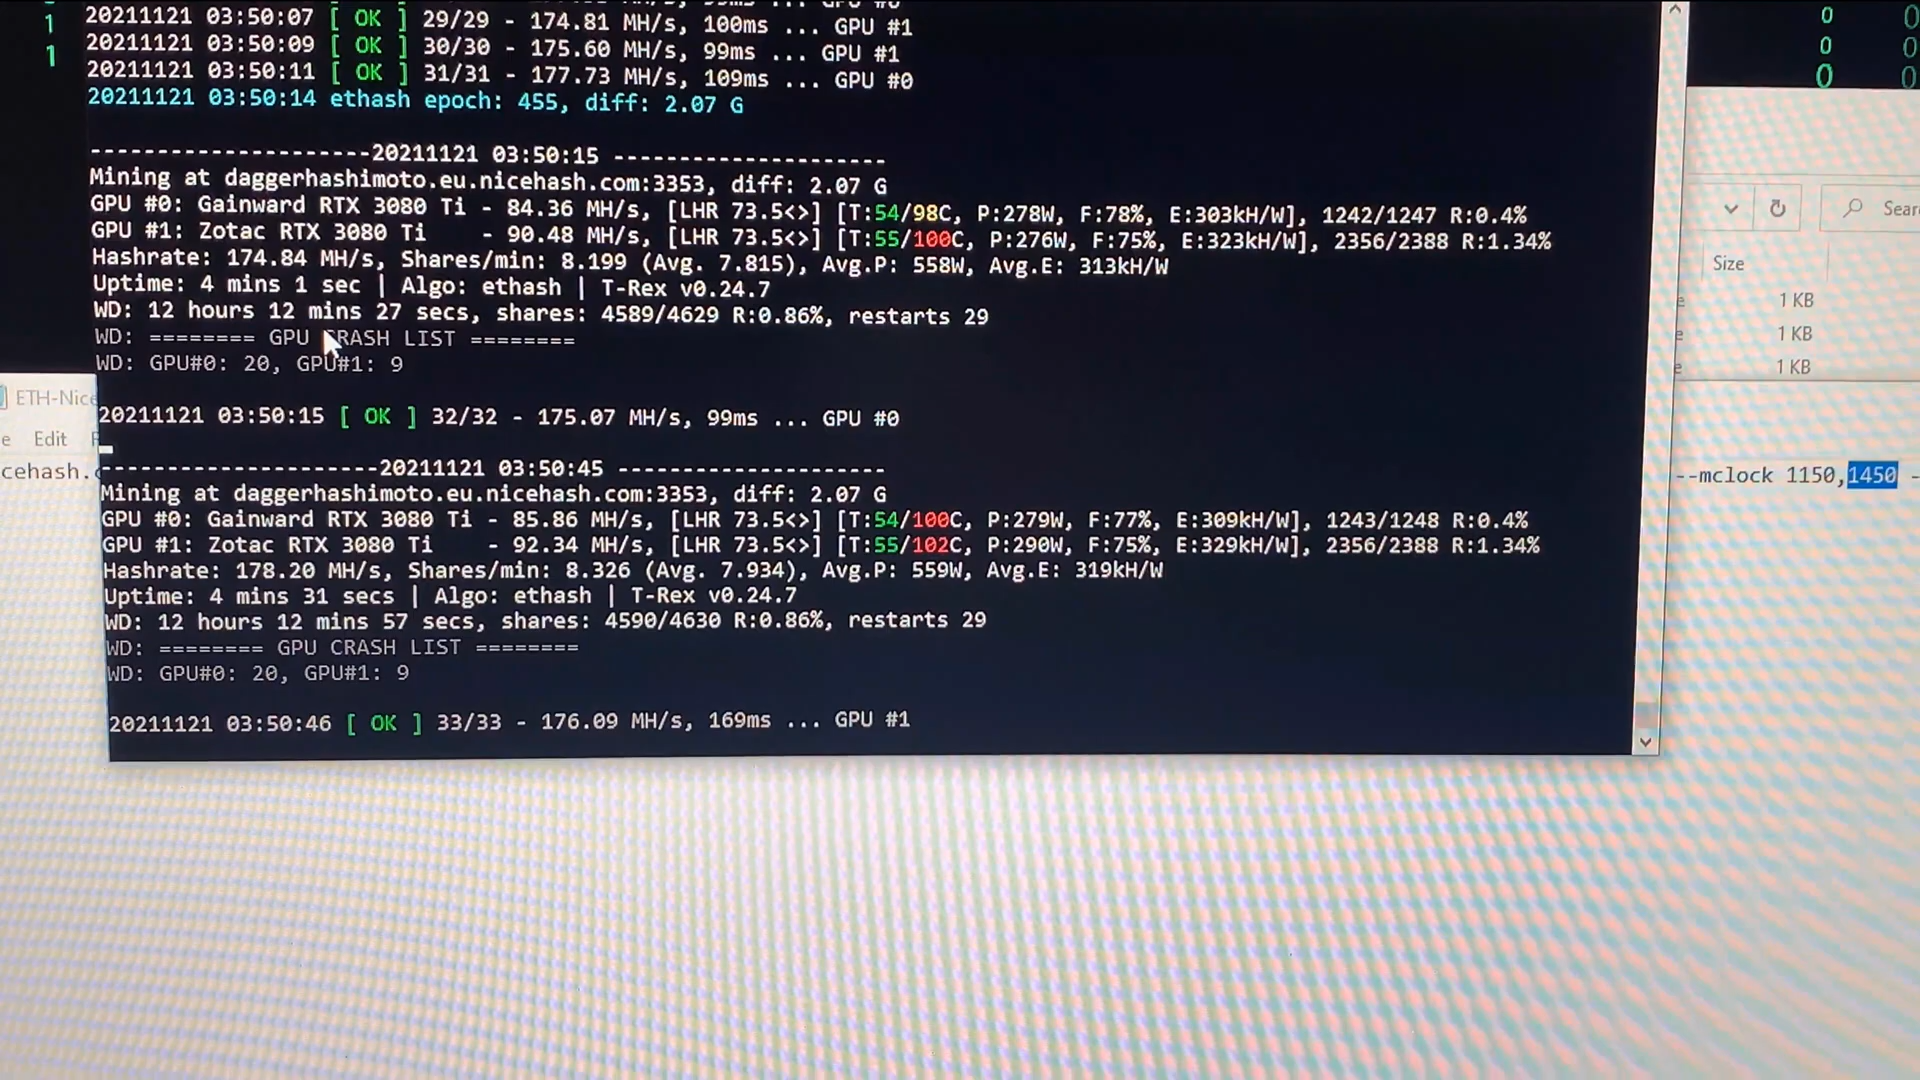 1
1
20211121 03:50:07 [ OK ] 29/29 - 174.81 MH/s, 100ms ... GPU #1
20211121 03:50:09 [ OK ] 30/30 - 175.60 MH/s, 99ms ... GPU #1
20211121 03:50:11 [ OK ] 31/31 - 177.73 MH/s, 109ms ... GPU #0
20211121 03:50:14 ethash epoch: 455, diff: 2.07 G
---------------------20211121 03:50:15 ---------------------
Mining at daggerhashimoto.eu.nicehash.com:3353, diff: 2.07 G
GPU #0: Gainward RTX 3080 Ti - 84.36 MH/s, [LHR 73.5<>] [T:54/98C, P:278W, F:78%, E:303kH/W], 1242/1247 R:0.4%
GPU #1: Zotac RTX 3080 Ti    - 90.48 MH/s, [LHR 73.5<>] [T:55/100C, P:276W, F:75%, E:323kH/W], 2356/2388 R:1.34%
Hashrate: 174.84 MH/s, Shares/min: 8.199 (Avg. 7.815), Avg.P: 558W, Avg.E: 313kH/W
Uptime: 4 mins 1 sec | Algo: ethash | T-Rex v0.24.7
WD: 12 hours 12 mins 27 secs, shares: 4589/4629 R:0.86%, restarts 29
WD: ======== GPU CRASH LIST ========
WD: GPU#0: 20, GPU#1: 9
20211121 03:50:15 [ OK ] 32/32 - 175.07 MH/s, 99ms ... GPU #0
---------------------20211121 03:50:45 ---------------------
Mining at daggerhashimoto.eu.nicehash.com:3353, diff: 2.07 G
GPU #0: Gainward RTX 3080 Ti - 85.86 MH/s, [LHR 73.5<>] [T:54/100C, P:279W, F:77%, E:309kH/W], 1243/1248 R:0.4%
GPU #1: Zotac RTX 3080 Ti    - 92.34 MH/s, [LHR 73.5<>] [T:55/102C, P:290W, F:75%, E:329kH/W], 2356/2388 R:1.34%
Hashrate: 178.20 MH/s, Shares/min: 8.326 (Avg. 7.934), Avg.P: 559W, Avg.E: 319kH/W
Uptime: 4 mins 31 secs | Algo: ethash | T-Rex v0.24.7
WD: 12 hours 12 mins 57 secs, shares: 4590/4630 R:0.86%, restarts 29
WD: ======== GPU CRASH LIST ========
WD: GPU#0: 20, GPU#1: 9
20211121 03:50:46 [ OK ] 33/33 - 176.09 MH/s, 169ms ... GPU #1
ETH-Nice
e Edit
cehash.
0 0
0 0
0 0
Sear
Size
e 1 KB
e 1 KB
e 1 KB
--mclock 1150,1450 -